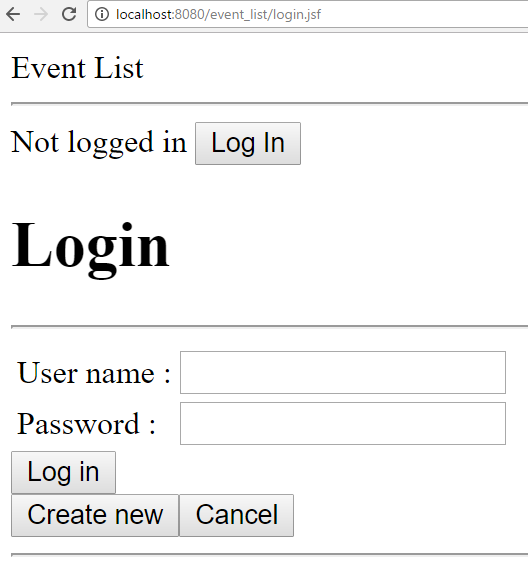 localhost:8080/event_list/login.jsf
Event List
Not logged in Log In
Login
User name :
Password :
Log in
Create new Cancel